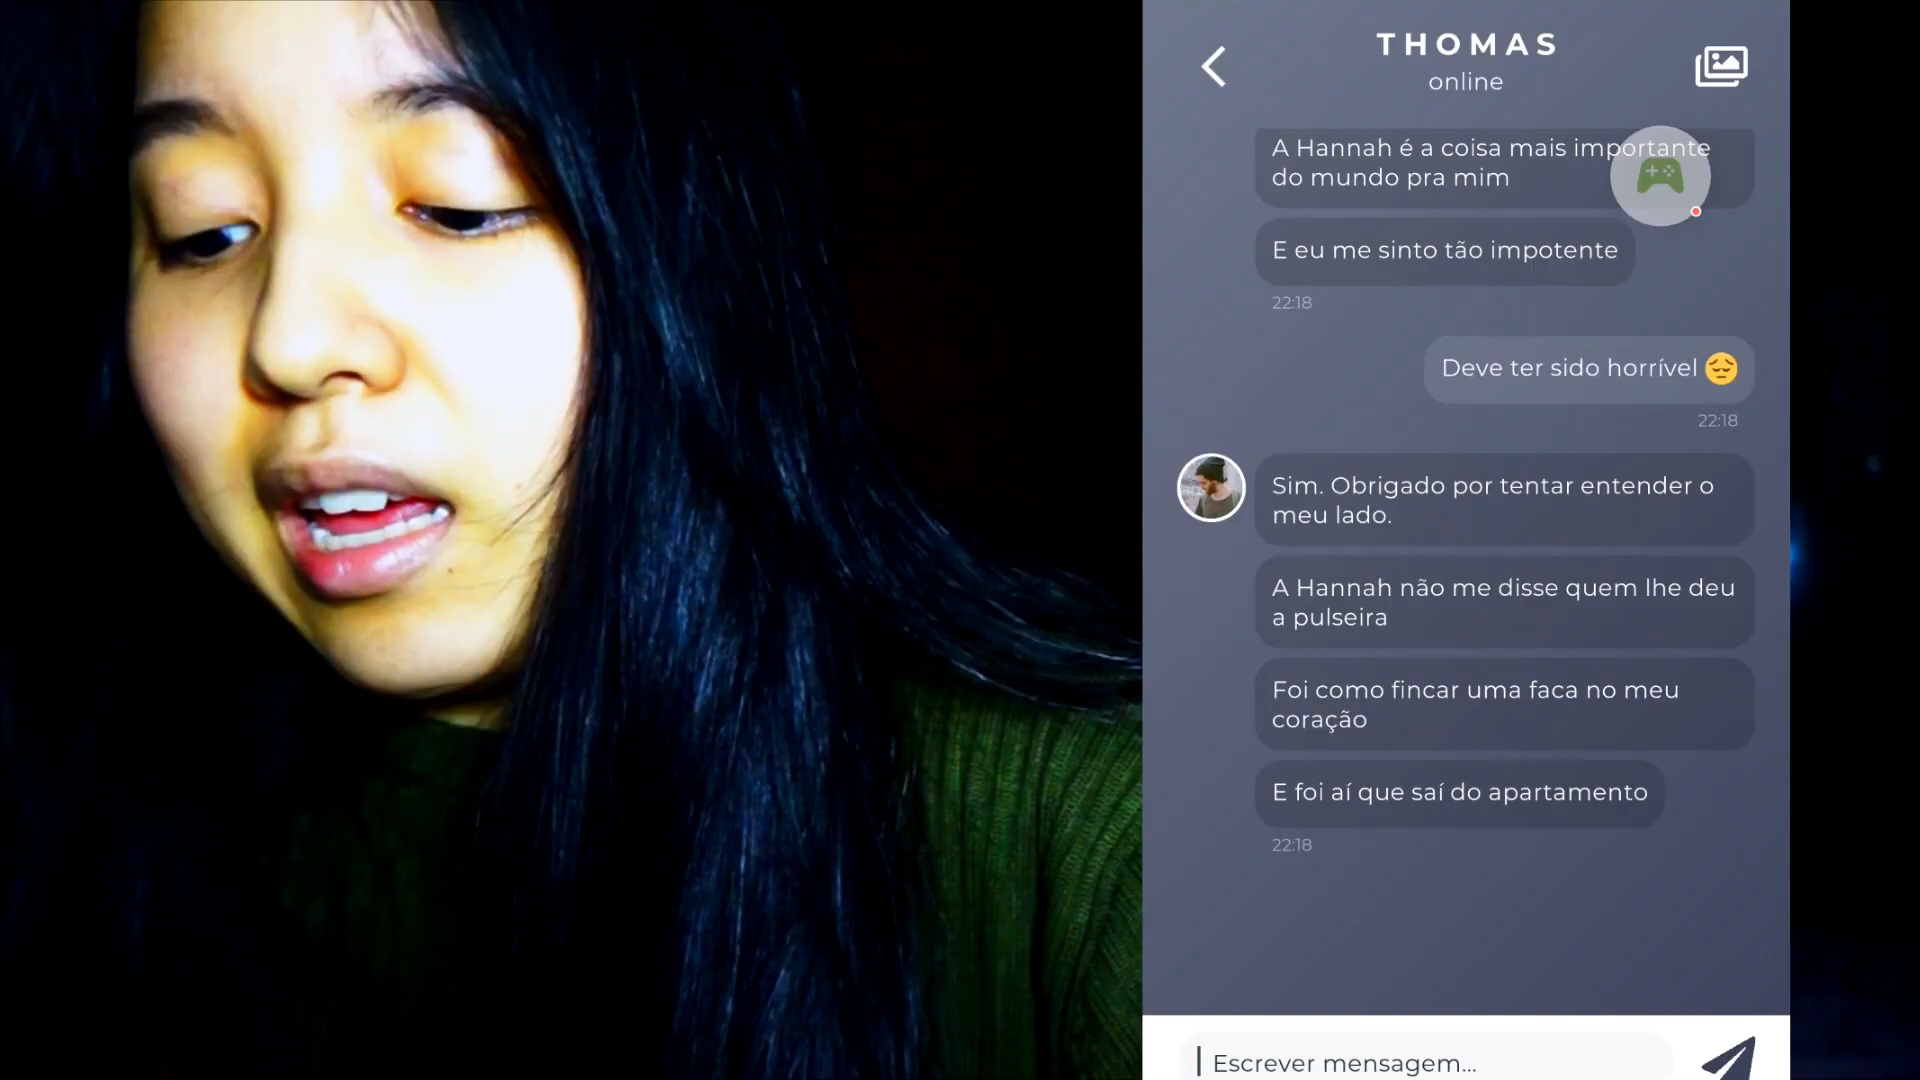 THOMAS
online
A Hannah é a coisa mais importante
do mundo pra mim
E eu me sinto tão impotente
22:18
Deve ter sido horrível 😔
22:18
Sim. Obrigado por tentar entender o
meu lado.
A Hannah não me disse quem lhe deu
a pulseira
Foi como fincar uma faca no meu
coração
E foi aí que saí do apartamento
22:18
Escrever mensagem...